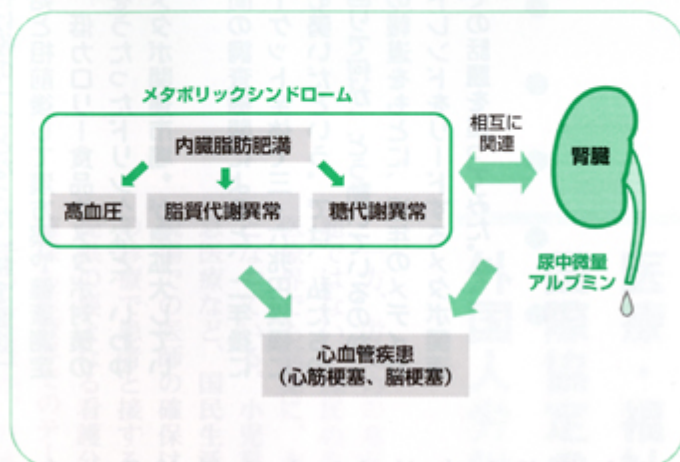 メタボリックシンドローム
内臓脂肪肥満
高血圧
脂質代謝異常
糖代謝異常
相互に
関連
腎臓
尿中微量
アルブミン
心血管疾患
（心筋梗塞、脳梗塞）